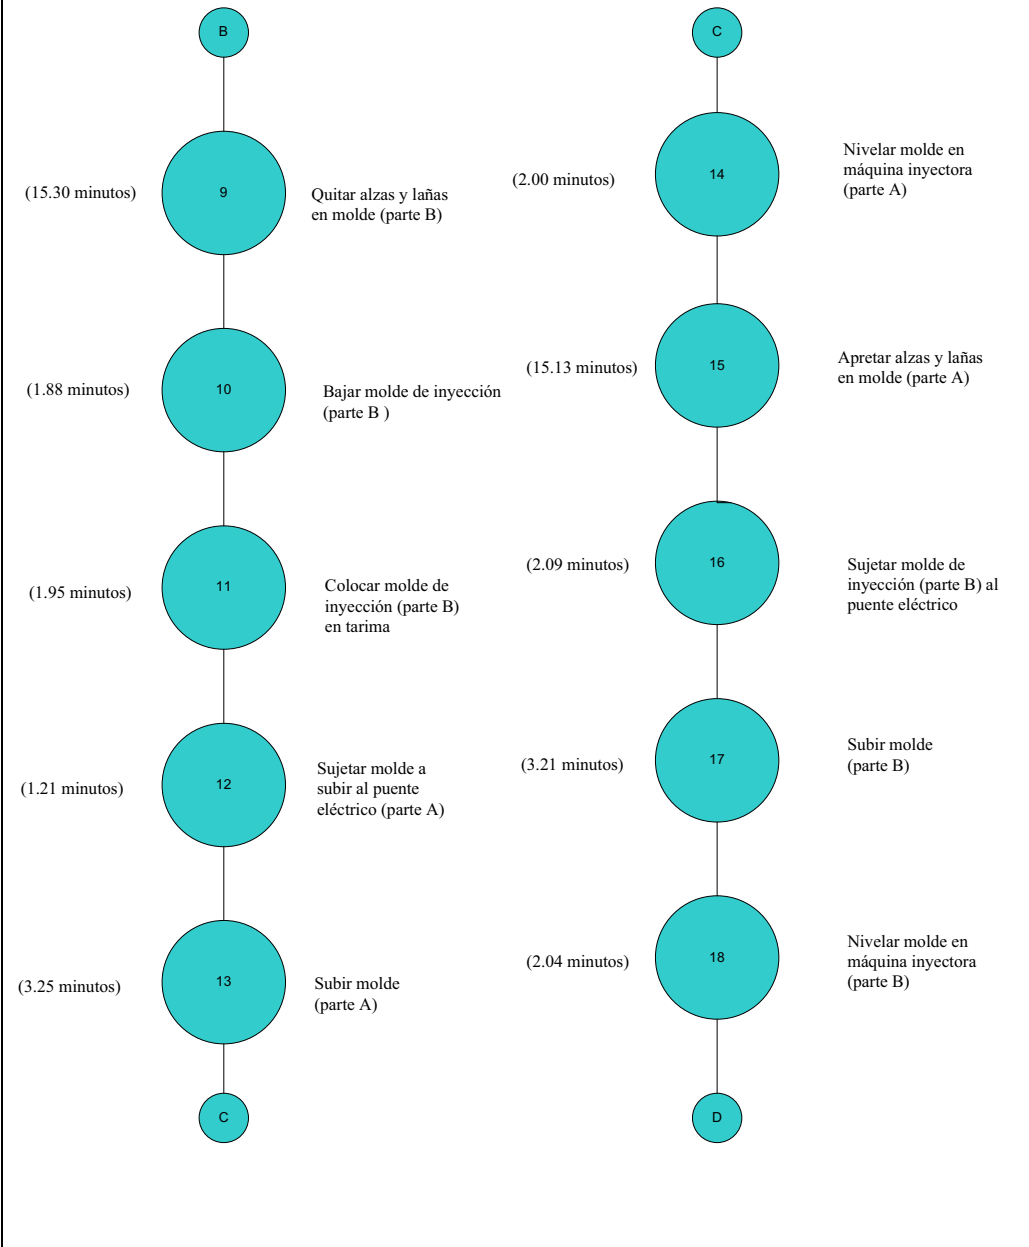 B
(15.30 minutos)
9
Quitar alzas y lañas
en molde (parte B)
(1.88 minutos)
10
Bajar molde de inyección
(parte B )
(1.95 minutos)
11
Colocar molde de
inyección (parte B)
en tarima
(1.21 minutos)
12
Sujetar molde a
subir al puente
eléctrico (parte A)
(3.25 minutos)
13
Subir molde
(parte A)
C
C
(2.00 minutos)
14
Nivelar molde en
máquina inyectora
(parte A)
(15.13 minutos)
15
Apretar alzas y lañas
en molde (parte A)
(2.09 minutos)
16
Sujetar molde de
inyección (parte B) al
puente eléctrico
(3.21 minutos)
17
Subir molde
(parte B)
(2.04 minutos)
18
Nivelar molde en
máquina inyectora
(parte B)
D